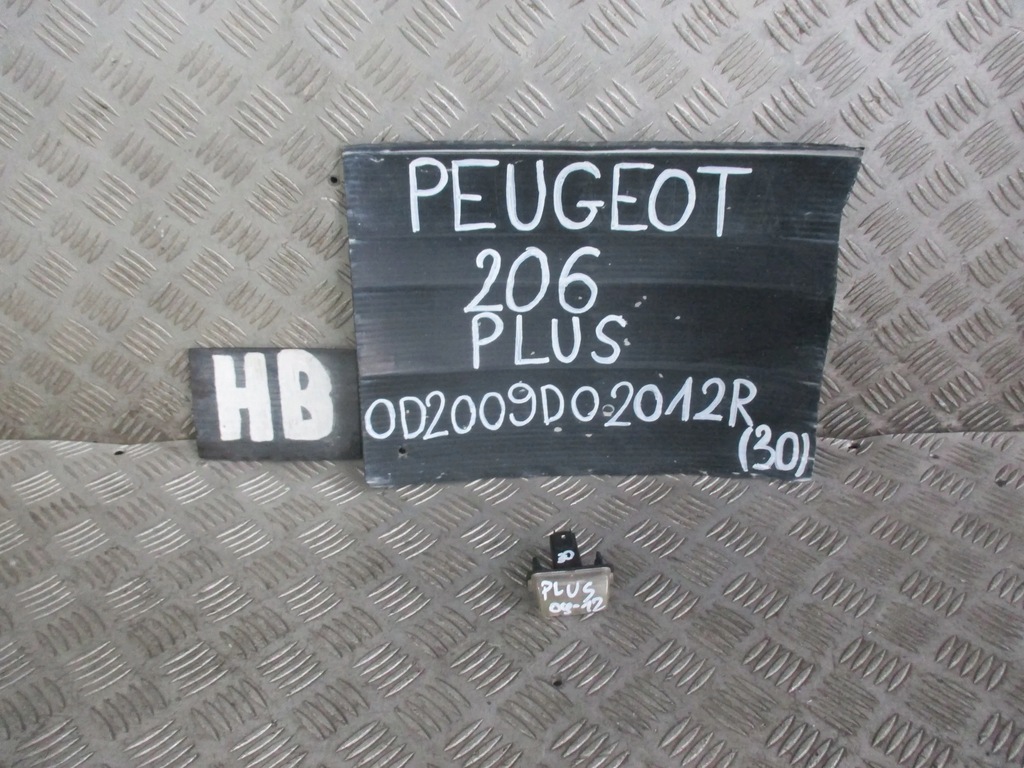 PEUGEOT
206
PLUS
HB
OD2009DO2012R
(30)
PLUS
09-12